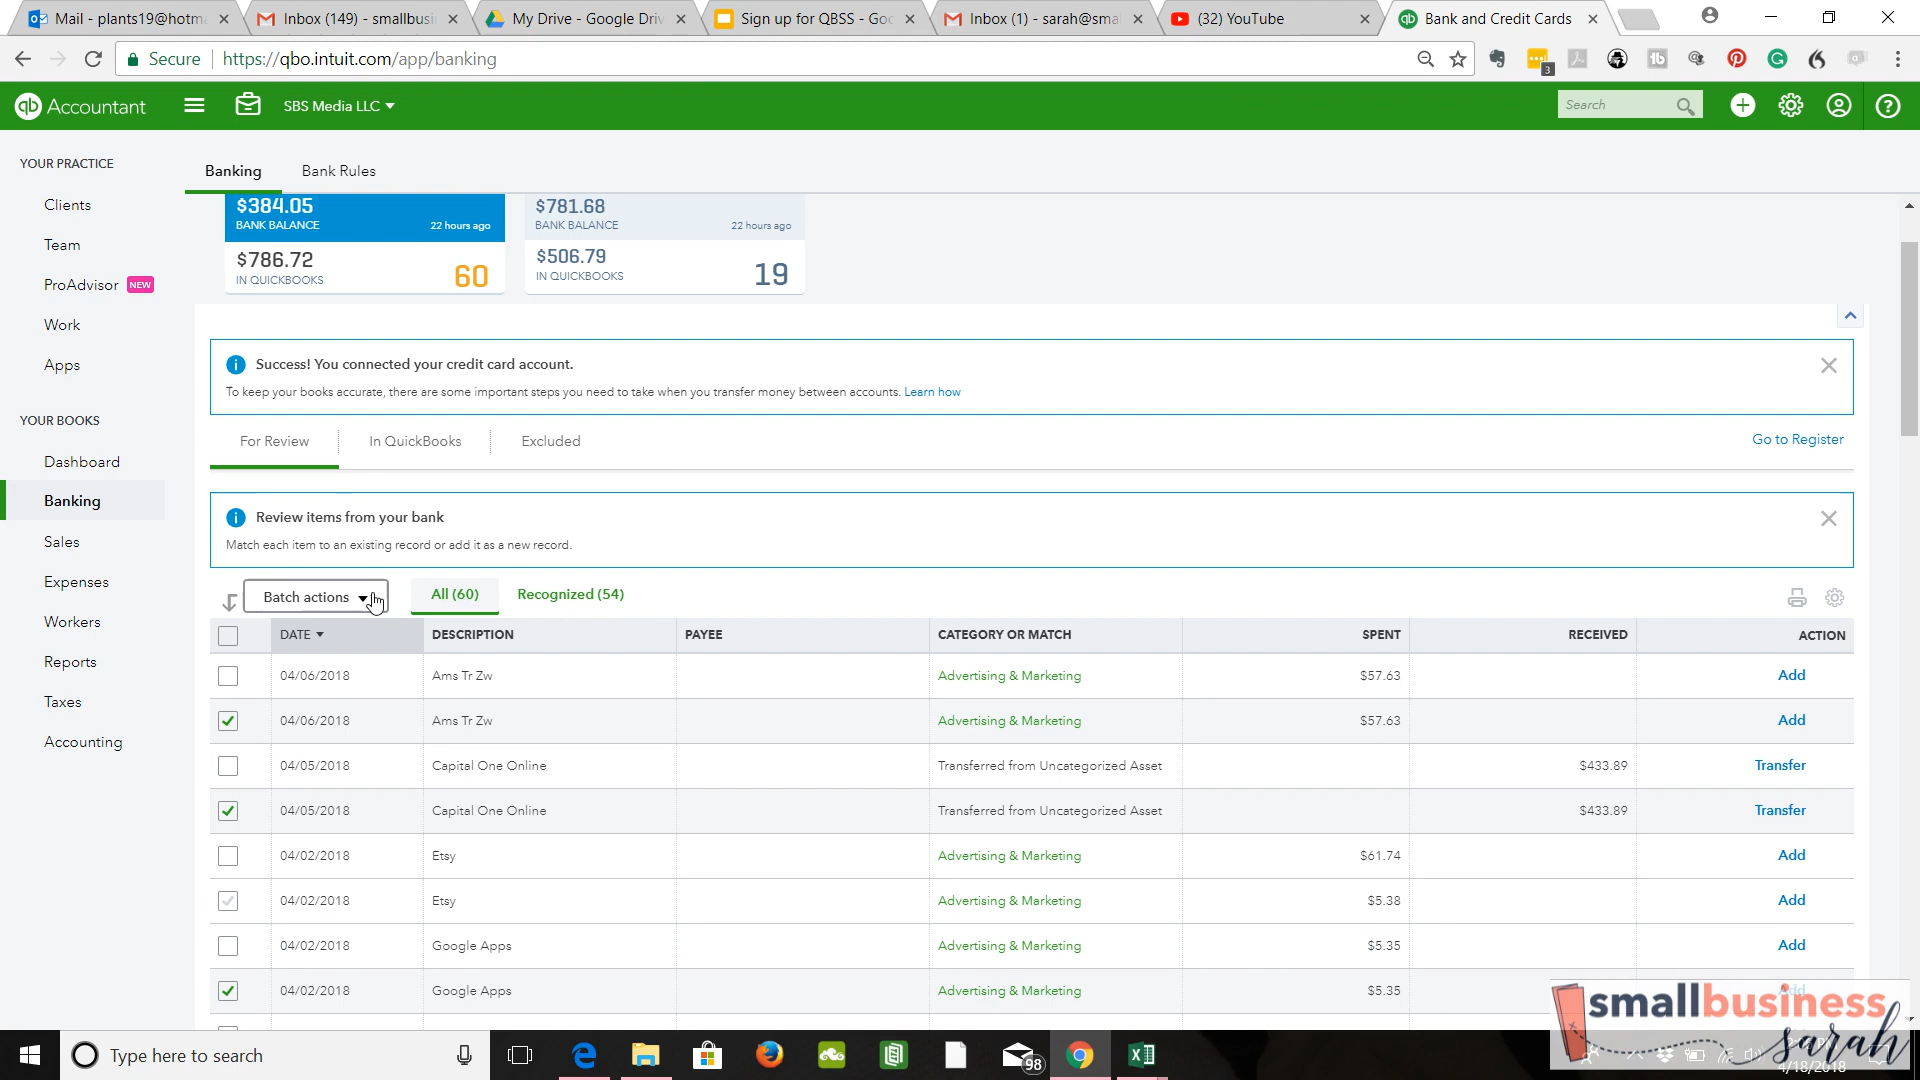 Mail - plants19@hotm
Inbox (149) - smallbusi
My Drive - Google Driv
Sign up for QBSS - Goo
Inbox (1) - sarah@smal
(32) YouTube
Bank and Credit Cards
Secure
https://qbo.intuit.com/app/banking
3
qb Accountant
SBS Media LLC
Search
YOUR PRACTICE
Clients
Team
ProAdvisor NEW
Work
Apps
YOUR BOOKS
Dashboard
Banking
Sales
Expenses
Workers
Reports
Taxes
Accounting
Banking
Bank Rules
$384.05
BANK BALANCE 22 hours ago
$786.72
IN QUICKBOOKS
60
$781.68
BANK BALANCE 22 hours ago
$506.79
IN QUICKBOOKS
19
Success! You connected your credit card account.
To keep your books accurate, there are some important steps you need to take when you transfer money between accounts. Learn how
For Review
In QuickBooks
Excluded
Go to Register
Review items from your bank
Match each item to an existing record or add it as a new record.
Batch actions
All (60)
Recognized (54)
DATE DESCRIPTION PAYEE CATEGORY OR MATCH SPENT RECEIVED ACTION
04/06/2018 Ams Tr Zw Advertising & Marketing $57.63 Add
04/06/2018 Ams Tr Zw Advertising & Marketing $57.63 Add
04/05/2018 Capital One Online Transferred from Uncategorized Asset $433.89 Transfer
04/05/2018 Capital One Online Transferred from Uncategorized Asset $433.89 Transfer
04/02/2018 Etsy Advertising & Marketing $61.74 Add
04/02/2018 Etsy Advertising & Marketing $5.38 Add
04/02/2018 Google Apps Advertising & Marketing $5.35 Add
04/02/2018 Google Apps Advertising & Marketing $5.35 Add
smallbusiness
sarah
Type here to search
98
4/18/2018